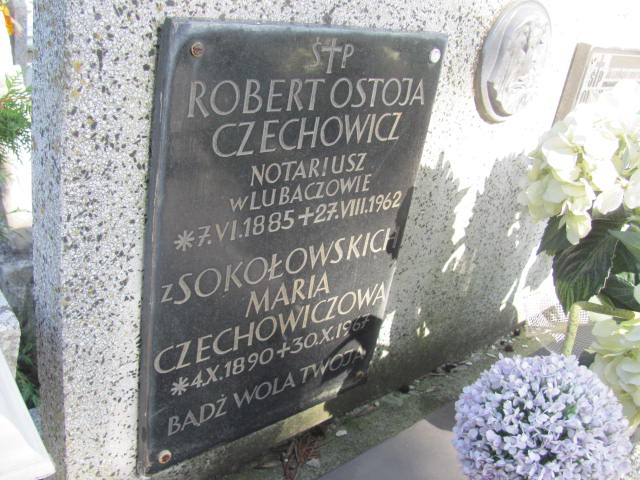 Ś✝P
ROBERT OSTOJA
CZECHOWICZ
NOTARIUSZ
W LUBACZOWIE
*7.VI.1885+27.VIII.1962
Z SOKOŁOWSKICH
MARIA
CZECHOWICZOWA
*4.X.1890+30.X.1967
BĄDŹ WOLA TWOJA